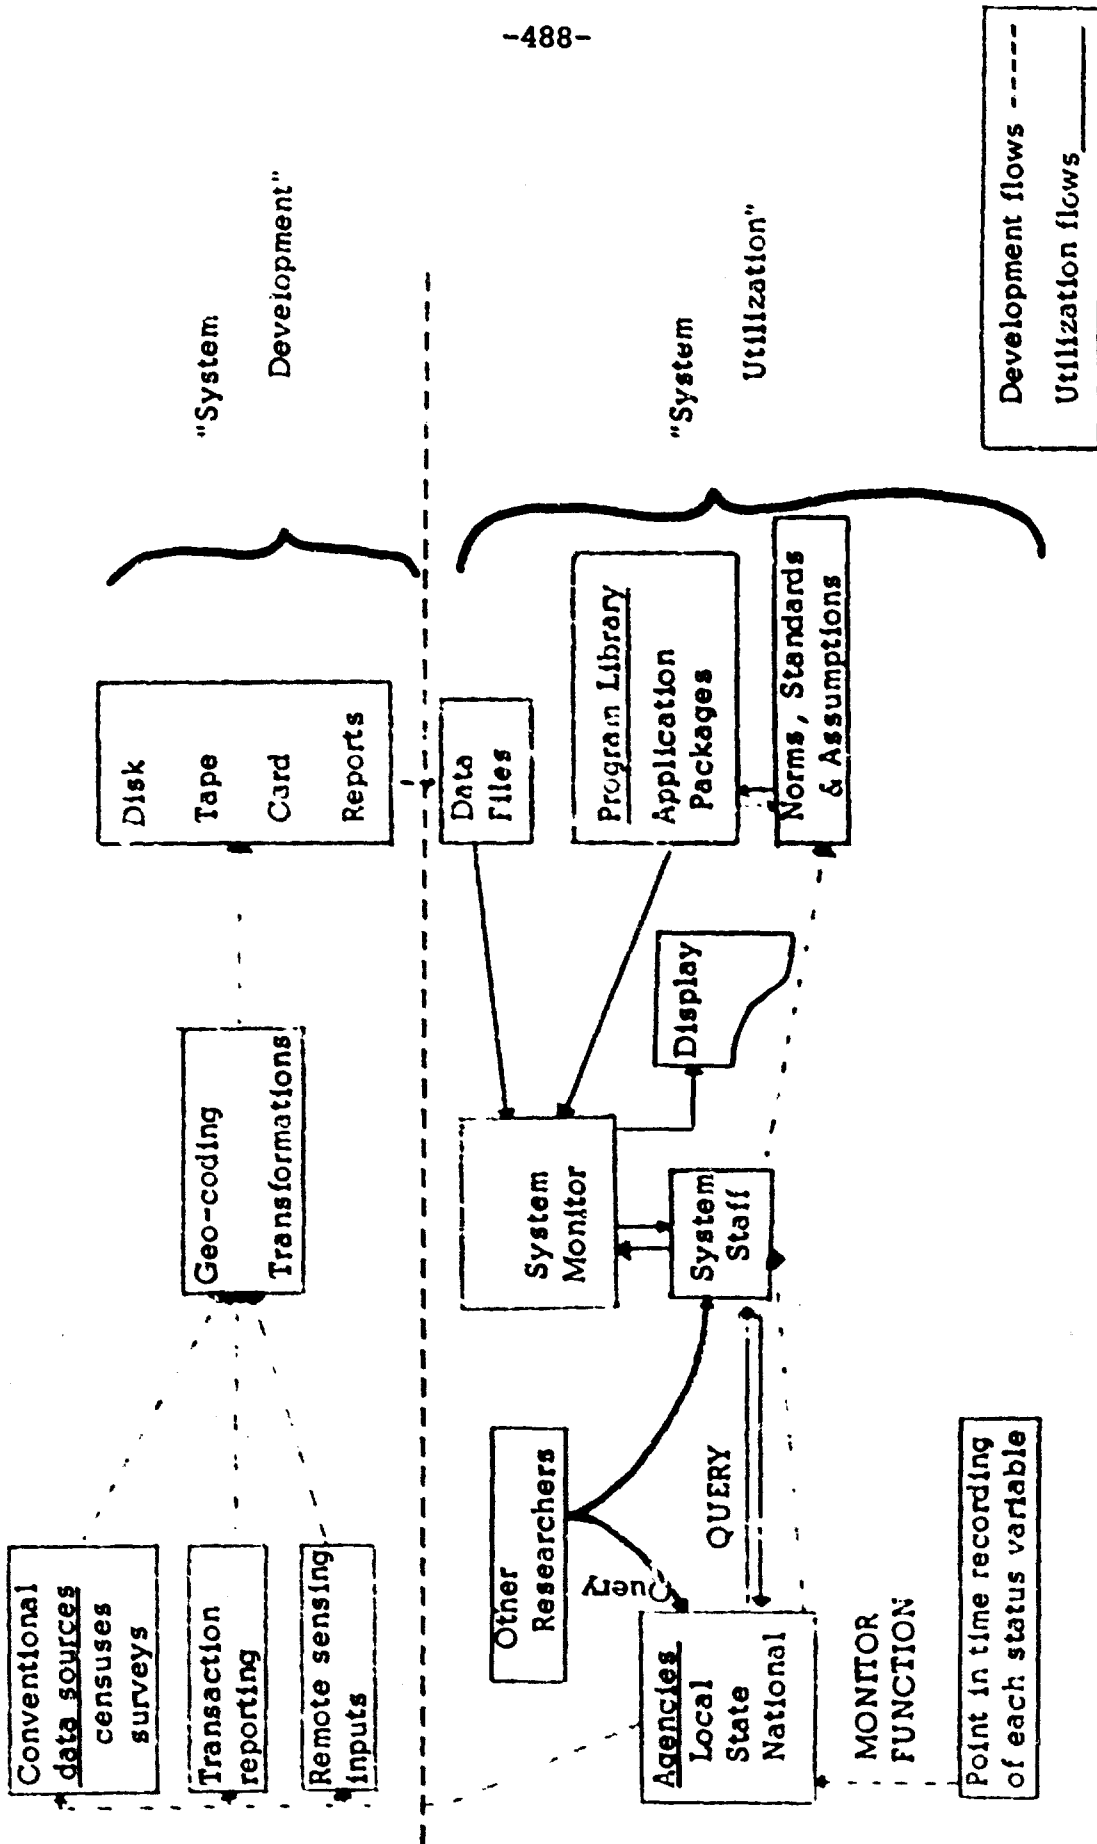 -488-
Conventional
data sources
censuses
surveys
Transaction
reporting
Remote sensing
inputs
Geo-coding
Transformations
Disk
Tape
Card
Reports
"System
Development"
Other
Researchers
Query
Agencies
Local
State
National
QUERY
MONITOR
FUNCTION
Point in time recording
of each status variable
System
Monitor
System
Staff
Display
Data
Files
Program Library
Application
Packages
Norms, Standards
& Assumptions
"System
Utilization"
Development flows -----
Utilization flows